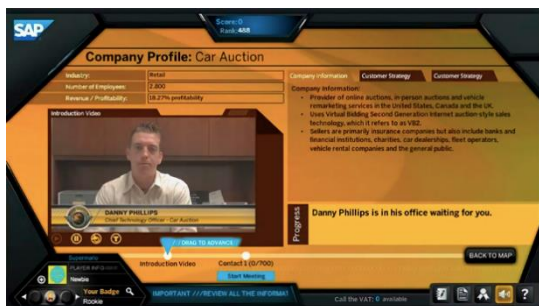 SAP
Score:0
Rank:488
Company Profile: Car Auction
Industry:
Retail
Number of Employees:
2.800
Revenue / Profitability:
18.27% profitability
Introduction Video
DANNY PHILLIPS
Chief Technology Officer - Car Auction
Company Information
Customer Strategy
Customer Strategy
Company Information:
• Provider of online auctions, in person auctions and vehicle
remarketing services in the United States, Canada and the UK.
• Uses Virtual Bidding Second Generation Internet auction-style sales
technology, which it refers to as VB2.
• Sellers are primarily insurance companies but also include banks and
financial institutions, charities, car dealerships, fleet operators,
vehicle rental companies and the general public.
Progress
Danny Phillips is in his office waiting for you.
///DRAG TO ADVANCE
Introduction Video
Contact 1 (0/700)
Start Meeting
BACK TO MAP
PLAYER INFO
Newbie
Your Badge
Rookie
IMPORTANT ///REVIEW ALL THE INFORMAT
Call the VAT: 0 available
?